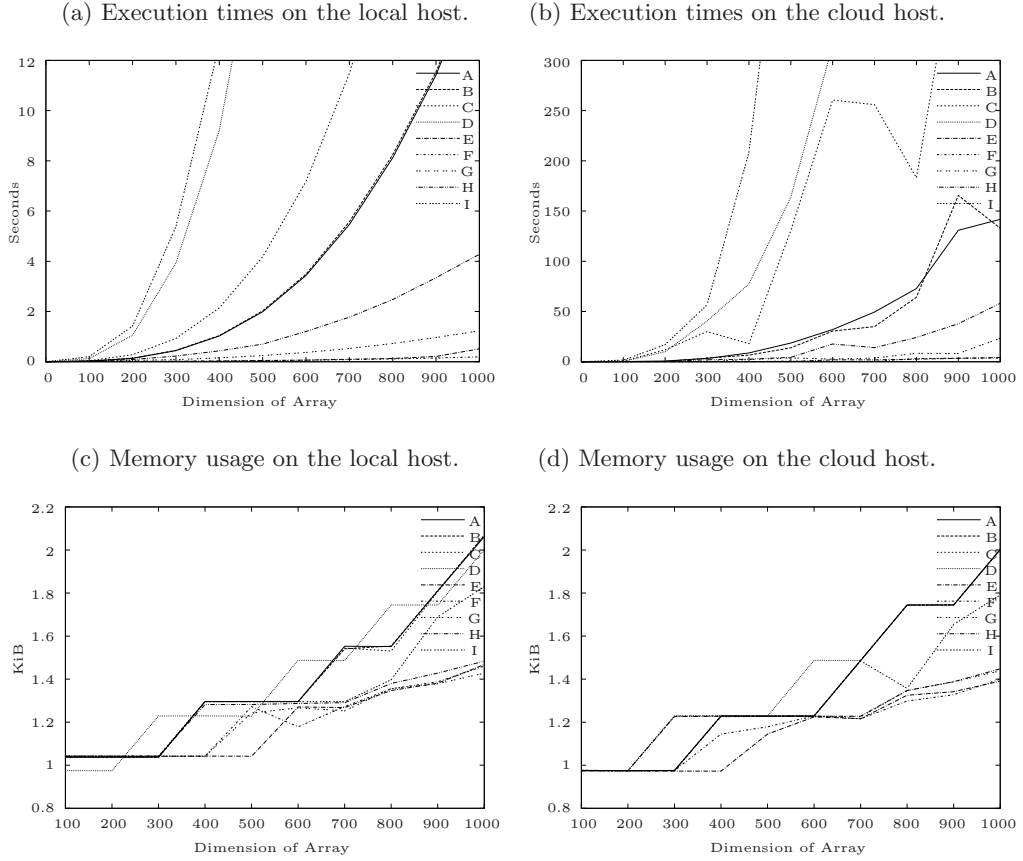 (a) Execution times on the local host.
12
10
8
6
4
2
0
Seconds
0 100 200 300 400 500 600 700 800 900 1000
Dimension of Array
A
B
C
D
E
F
G
H
I
(b) Execution times on the cloud host.
300
250
200
150
100
50
0
Seconds
0 100 200 300 400 500 600 700 800 900 1000
Dimension of Array
A
B
C
D
E
F
G
H
I
(c) Memory usage on the local host.
2.2
2
1.8
1.6
1.4
1.2
1
0.8
KiB
100 200 300 400 500 600 700 800 900 1000
Dimension of Array
A
B
C
D
E
F
G
H
I
(d) Memory usage on the cloud host.
2.2
2
1.8
1.6
1.4
1.2
1
0.8
KiB
100 200 300 400 500 600 700 800 900 1000
Dimension of Array
A
B
C
D
E
F
G
H
I